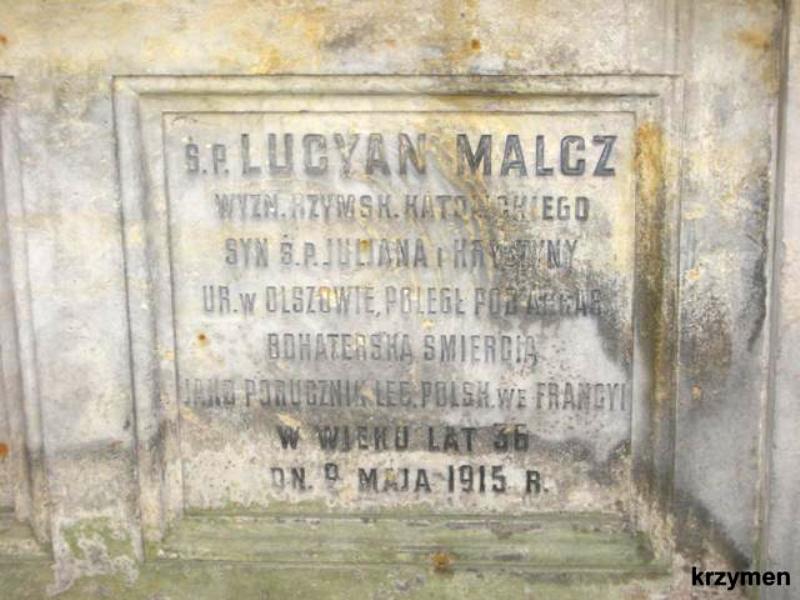 Ś.P. LUCYAN MALCZ
WYZN. RZYMSK. KATOLICKIEGO
SYN Ś.P. JULIANA i KRYSTYNY
UR. w OLSZOWIE, POLEGŁ POD ARRAS
BOHATERSKĄ ŚMIERCIĄ
JAKO PORUCZNIK LEG. POLSK. WE FRANCYI
W WIEKU LAT 36
DN. 9 MAJA 1915 R.
krzymen